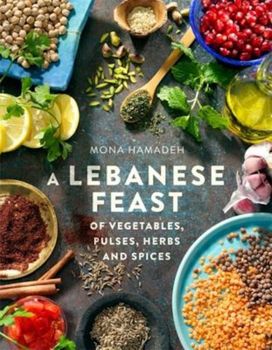 MONA HAMADEH
A LEBANESE
FEAST
OF VEGETABLES,
PULSES, HERBS
AND SPICES